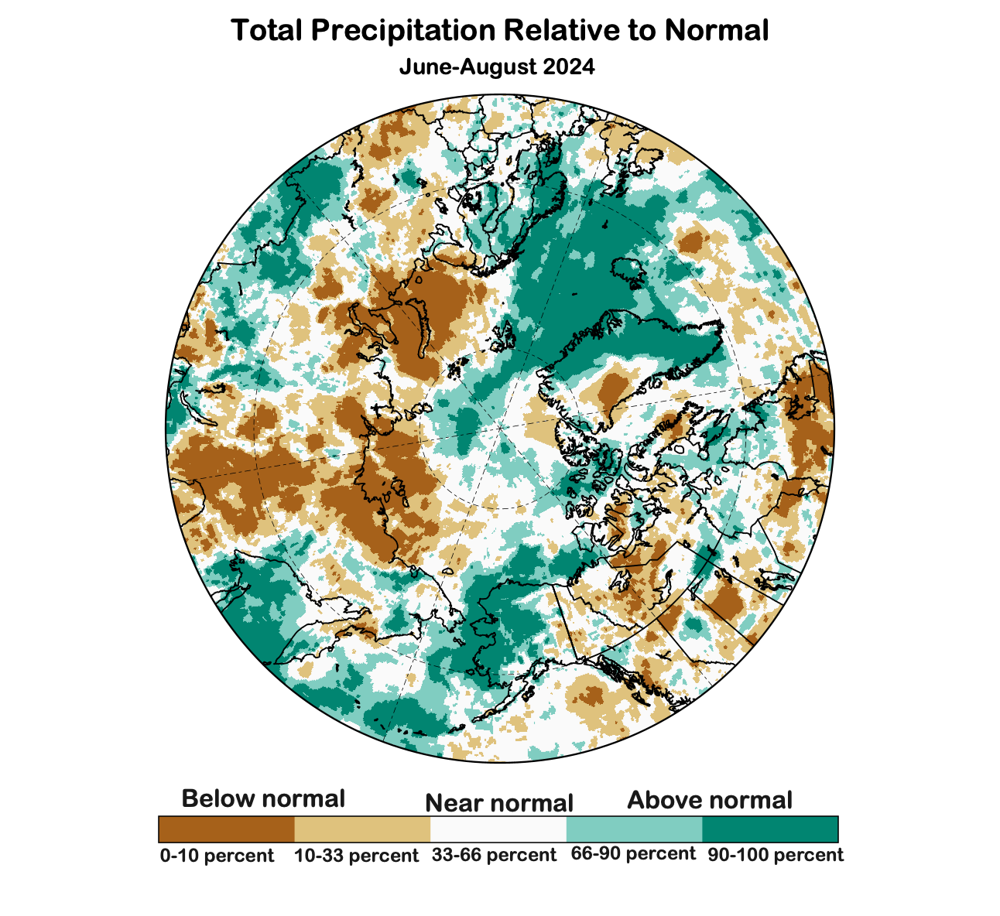 Total Precipitation Relative to Normal
June-August 2024
Below normal Near normal Above normal
0-10 percent 10-33 percent 33-66 percent 66-90 percent 90-100 percent